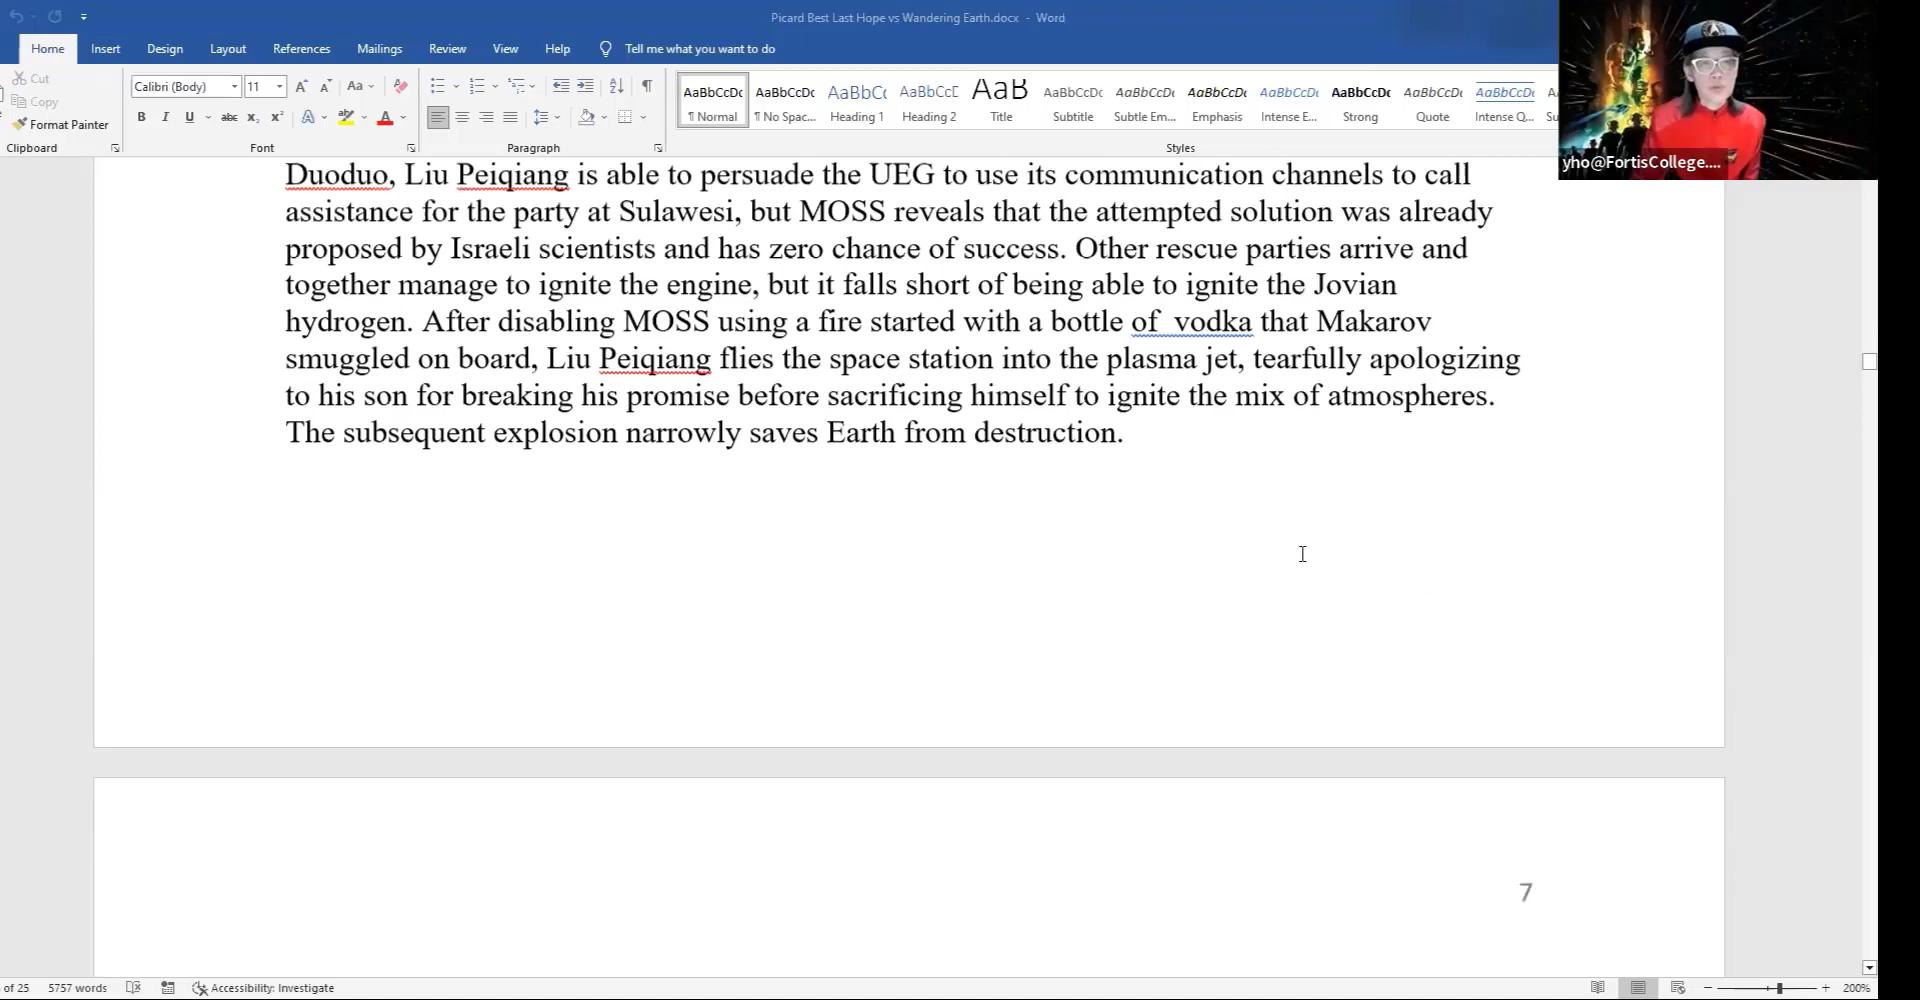 Picard Best Last Hope vs Wandering Earth.docx - Word
Home Insert Design Layout References Mailings Review View Help Tell me what you want to do
Cut
Copy
Format Painter
Calibri (Body) 11
AaBbCcDc AaBbCcDc AaBbCc AaBbCcD AaB AaBbCcDc AaBbCcDc AaBbCcDc AaBbCcDc AaBbCcDc AaBbCcDc AaBbCcDc
¶ Normal ¶ No Spac... Heading 1 Heading 2 Title Subtitle Subtle Em... Emphasis Intense E... Strong Quote Intense Q...
Clipboard Font Paragraph Styles
yho@FortisCollege....
Duoduo, Liu Peiqiang is able to persuade the UEG to use its communication channels to call
assistance for the party at Sulawesi, but MOSS reveals that the attempted solution was already
proposed by Israeli scientists and has zero chance of success. Other rescue parties arrive and
together manage to ignite the engine, but it falls short of being able to ignite the Jovian
hydrogen. After disabling MOSS using a fire started with a bottle of  vodka that Makarov
smuggled on board, Liu Peiqiang flies the space station into the plasma jet, tearfully apologizing
to his son for breaking his promise before sacrificing himself to ignite the mix of atmospheres.
The subsequent explosion narrowly saves Earth from destruction.
7
of 25 5757 words Accessibility: Investigate 200%